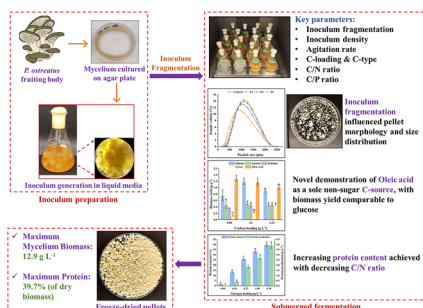 P. ostreatus
fruiting body
Mycelium cultured
on agar plate
Inoculum generation in liquid media
Inoculum preparation
Inoculum
Fragmentation
Key parameters:
• Inoculum fragmentation
• Inoculum density
• Agitation rate
• C-loading & C-type
• C/N ratio
• C/P ratio
Particle size (μm)
Inoculum
fragmentation
influenced pellet
morphology and size
distribution
Novel demonstration of Oleic acid
as a sole non-sugar C-source, with
biomass yield comparable to
glucose
Increasing protein content achieved
with decreasing C/N ratio
Submerged fermentation
✓ Maximum
Mycelium Biomass:
12.9 g L-1
✓ Maximum Protein:
39.7% (of dry
biomass)
Freeze-dried pellets